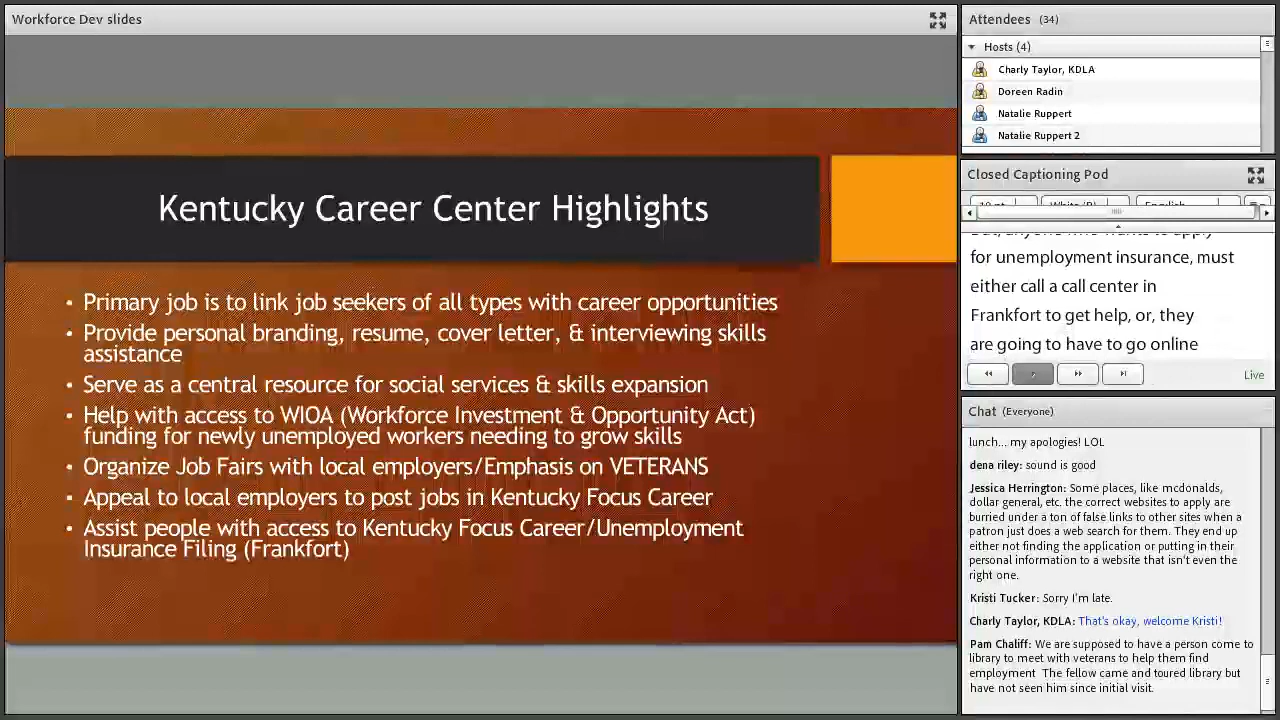 Workforce Dev slides
Kentucky Career Center Highlights
• Primary job is to link job seekers of all types with career opportunities
• Provide personal branding, resume, cover letter, & interviewing skills
assistance
• Serve as a central resource for social services & skills expansion
• Help with access to WIOA (Workforce Investment & Opportunity Act)
funding for newly unemployed workers needing to grow skills
• Organize Job Fairs with local employers/Emphasis on VETERANS
• Appeal to local employers to post jobs in Kentucky Focus Career
• Assist people with access to Kentucky Focus Career/Unemployment
Insurance Filing (Frankfort)
Attendees (34)
Hosts (4)
Charly Taylor, KDLA
Doreen Radin
Natalie Ruppert
Natalie Ruppert 2
Closed Captioning Pod
for unemployment insurance, must
either call a call center in
Frankfort to get help, or, they
are going to have to go online
Live
Chat (Everyone)
lunch... my apologies! LOL
dena riley: sound is good
Jessica Herrington: Some places, like mcdonalds,
dollar general, etc. the correct websites to apply are
burried under a ton of false links to other sites when a
patron just does a web search for them. They end up
either not finding the application or putting in their
personal information to a website that isn't even the
right one.
Kristi Tucker: Sorry I'm late.
Charly Taylor, KDLA: That's okay, welcome Kristi!
Pam Chaliff: We are supposed to have a person come to
library to meet with veterans to help them find
employment The fellow came and toured library but
have not seen him since initial visit.